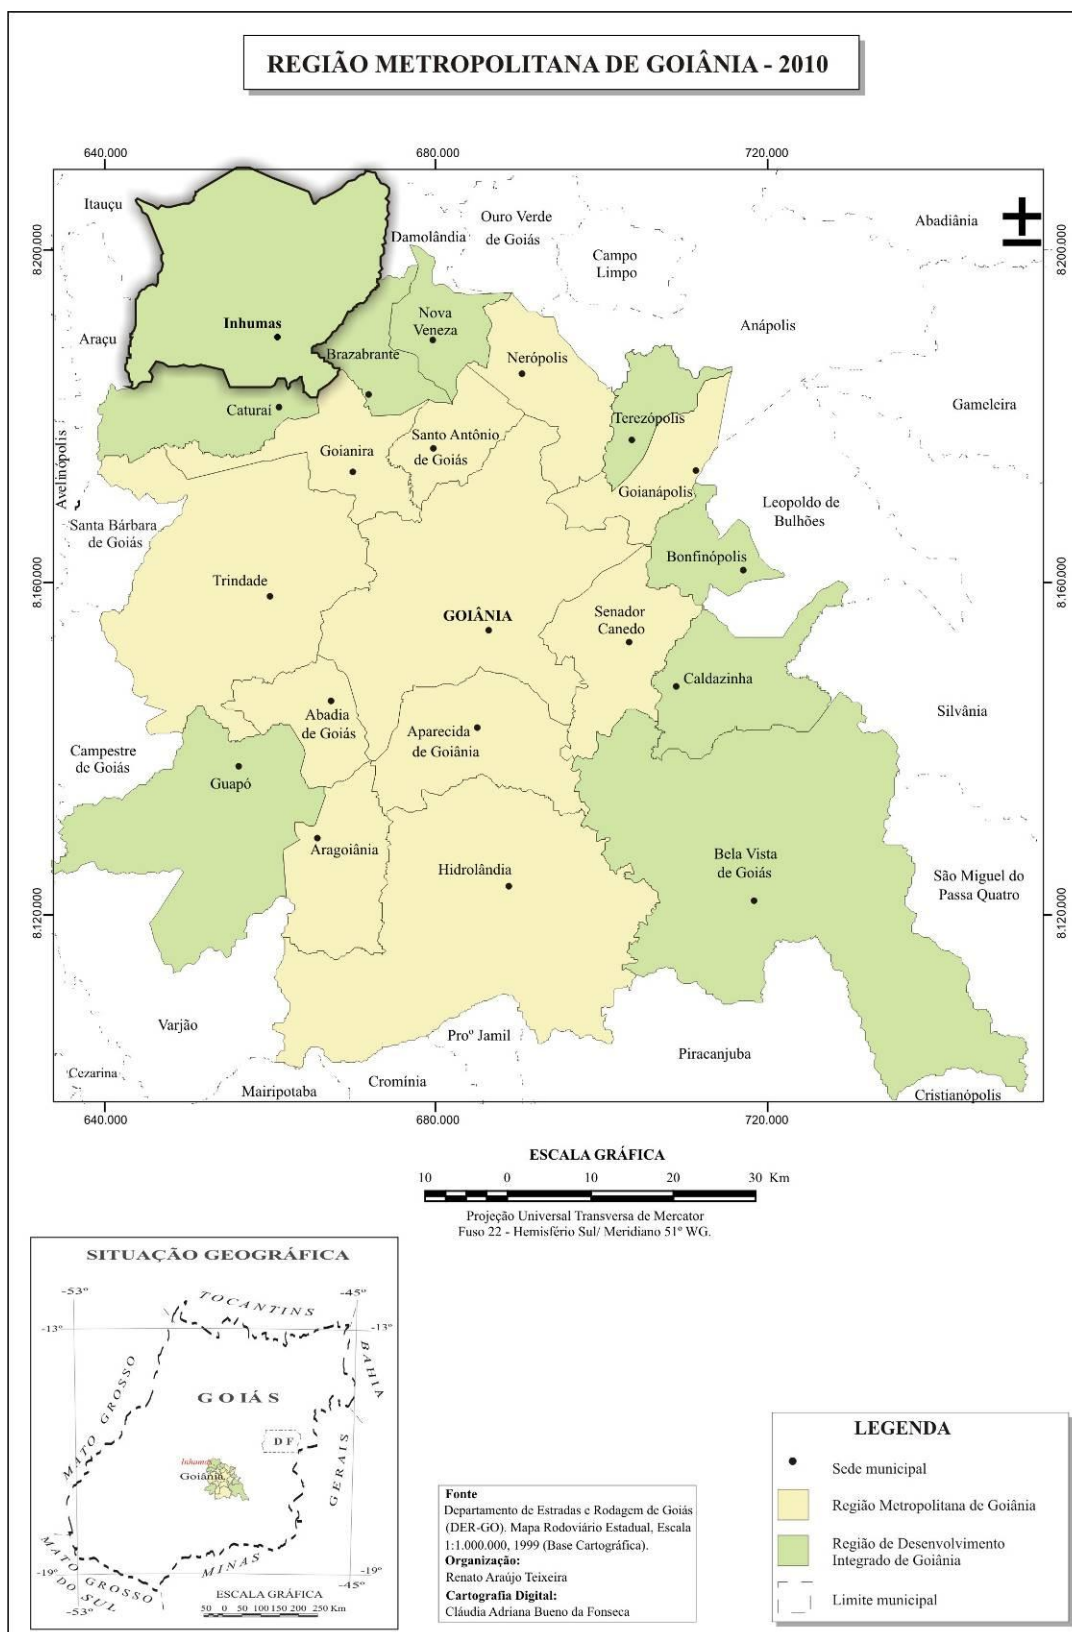 REGIÃO METROPOLITANA DE GOIÂNIA - 2010
640.000
680.000
720.000
8.200.000
8.200.000
Itauçu
Ouro Verde
de Goiás
Abadiânia
Damolândia
Campo
Limpo
Inhumas
Nova
Veneza
Anápolis
Araçu
Brazabrante
Nerópolis
Caturaí
Terezópolis
Gameleira
Santo Antônio
de Goiás
Goianira
Avelinópolis
Goianápolis
Leopoldo de
Bulhões
Santa Bárbara
de Goiás
Bonfinópolis
8.160.000
8.160.000
Trindade
GOIÂNIA
Senador
Canedo
Caldazinha
Abadia
de Goiás
Aparecida
de Goiânia
Silvânia
Campestre
de Goiás
Guapó
Aragoiânia
Hidrolândia
Bela Vista
de Goiás
São Miguel do
Passa Quatro
8.120.000
8.120.000
Varjão
Proº Jamil
Piracanjuba
Cezarina
Cromínia
Mairipotaba
Cristianópolis
640.000
680.000
720.000
ESCALA GRÁFICA
10 0 10 20 30 Km
Projeção Universal Transversa de Mercator
Fuso 22 - Hemisfério Sul/ Meridiano 51º WG.
SITUAÇÃO GEOGRÁFICA
-53º
-45º
TOCANTINS
-13º
-13º
BAHIA
MATO GROSSO
GOIÁS
DF
Inhumas
Goiânia
GERAIS
MINAS
-19º
-19º
-45º
MATO GROSSO
DO SUL
-53º
ESCALA GRÁFICA
50 0 50 100 150 200 250 Km
Fonte
Departamento de Estradas e Rodagem de Goiás
(DER-GO). Mapa Rodoviário Estadual, Escala
1:1.000.000, 1999 (Base Cartográfica).
Organização:
Renato Araújo Teixeira
Cartografia Digital:
Cláudia Adriana Bueno da Fonseca
LEGENDA
Sede municipal
Região Metropolitana de Goiânia
Região de Desenvolvimento
Integrado de Goiânia
Limite municipal